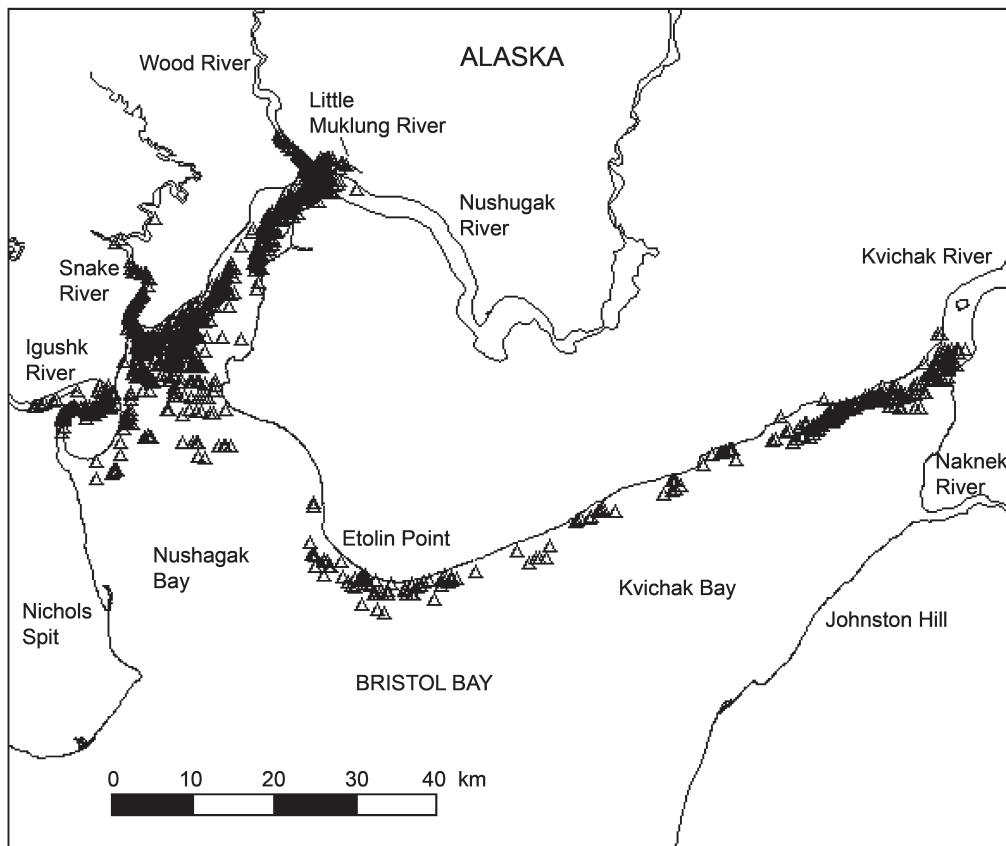 ALASKA
Wood River
Little
Muklung River
Nushugak
River
Kvichak River
Snake
River
Igushk
River
Naknek
River
Etolin Point
Nushagak
Bay
Kvichak Bay
Nichols
Spit
Johnston Hill
BRISTOL BAY
0 10 20 30 40 km